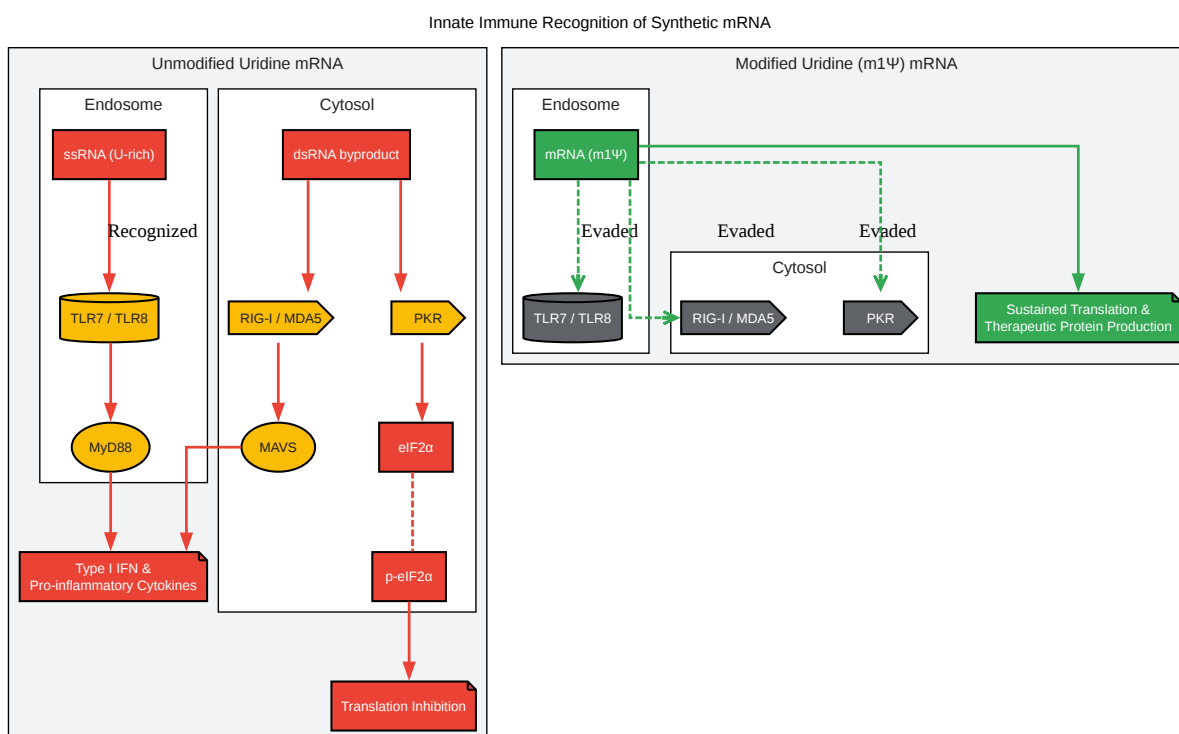 Innate Immune Recognition of Synthetic mRNA
Unmodified Uridine mRNA
Endosome
ssRNA (U-rich)
Recognized
TLR7 / TLR8
MyD88
Type I IFN &
Pro-inflammatory Cytokines
Cytosol
dsRNA byproduct
RIG-I / MDA5
PKR
MAVS
eIF2α
p-eIF2α
Translation Inhibition
Modified Uridine (m1Ψ) mRNA
Endosome
mRNA (m1Ψ)
Evaded
Evaded
Evaded
TLR7 / TLR8
Cytosol
RIG-I / MDA5
PKR
Sustained Translation &
Therapeutic Protein Production